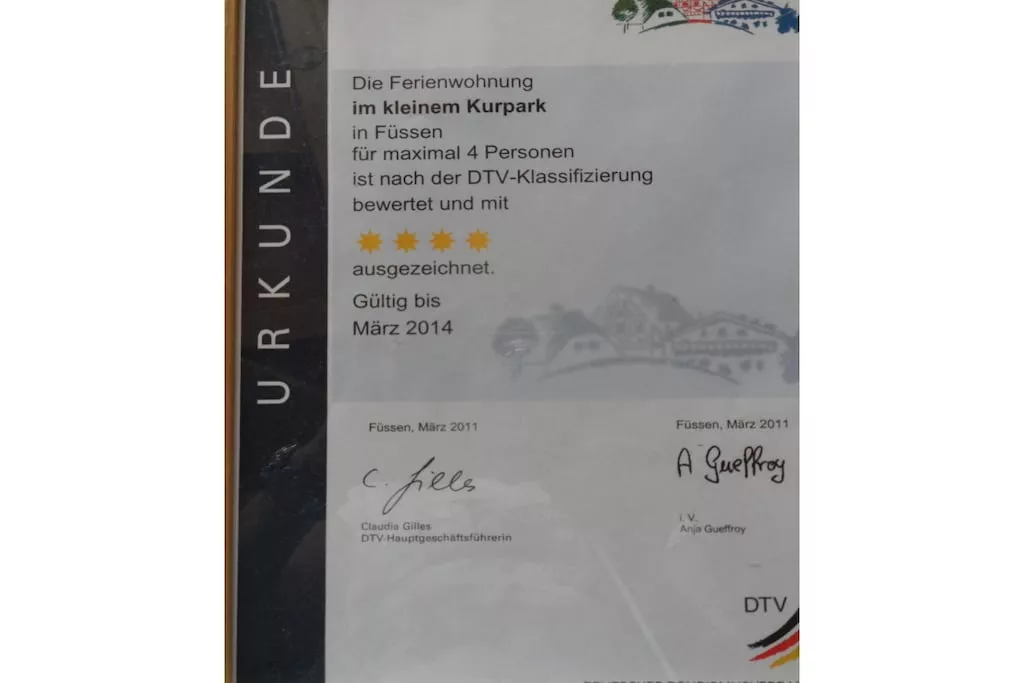 URKUNDE
Die Ferienwohnung
im kleinem Kurpark
in Füssen
für maximal 4 Personen
ist nach der DTV-Klassifizierung
bewertet und mit
ausgezeichnet.
Gültig bis
März 2014
Füssen, März 2011
C. Gilles
Claudia Gilles
DTV-Hauptgeschäftsführerin
Füssen, März 2011
A Gueffroy
i. V.
Anja Gueffroy
DTV